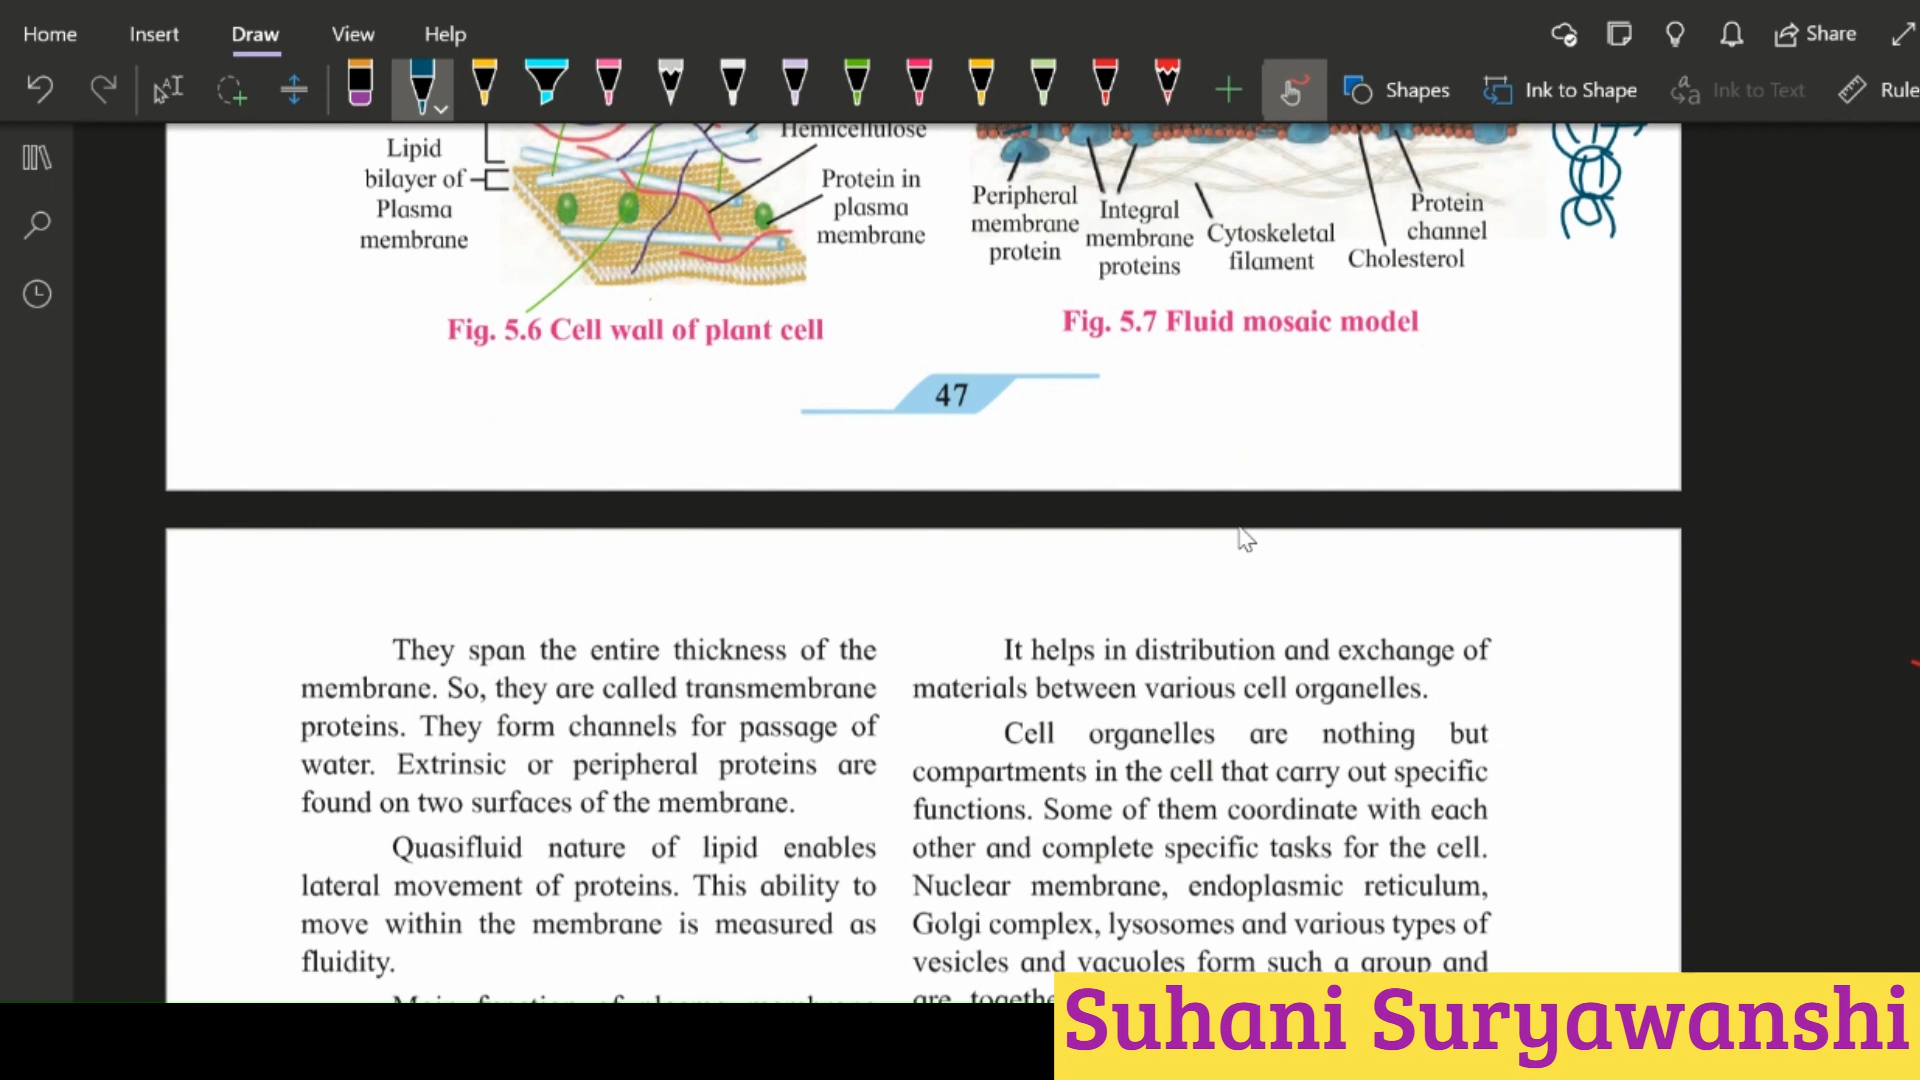 Home Insert Draw View Help Share
Shapes Ink to Shape Ink to Text Rule
Hemicellulose
Lipid
bilayer of
Plasma
membrane
Protein in
plasma
membrane
Fig. 5.6 Cell wall of plant cell
Peripheral
membrane
protein
Integral
membrane
proteins
Cytoskeletal
filament
Protein
channel
Cholesterol
Fig. 5.7 Fluid mosaic model
47
They span the entire thickness of the
membrane. So, they are called transmembrane
proteins. They form channels for passage of
water. Extrinsic or peripheral proteins are
found on two surfaces of the membrane.
Quasifluid nature of lipid enables
lateral movement of proteins. This ability to
move within the membrane is measured as
fluidity.
It helps in distribution and exchange of
materials between various cell organelles.
Cell organelles are nothing but
compartments in the cell that carry out specific
functions. Some of them coordinate with each
other and complete specific tasks for the cell.
Nuclear membrane, endoplasmic reticulum,
Golgi complex, lysosomes and various types of
vesicles and vacuoles form such a group and
are
Suhani Suryawanshi